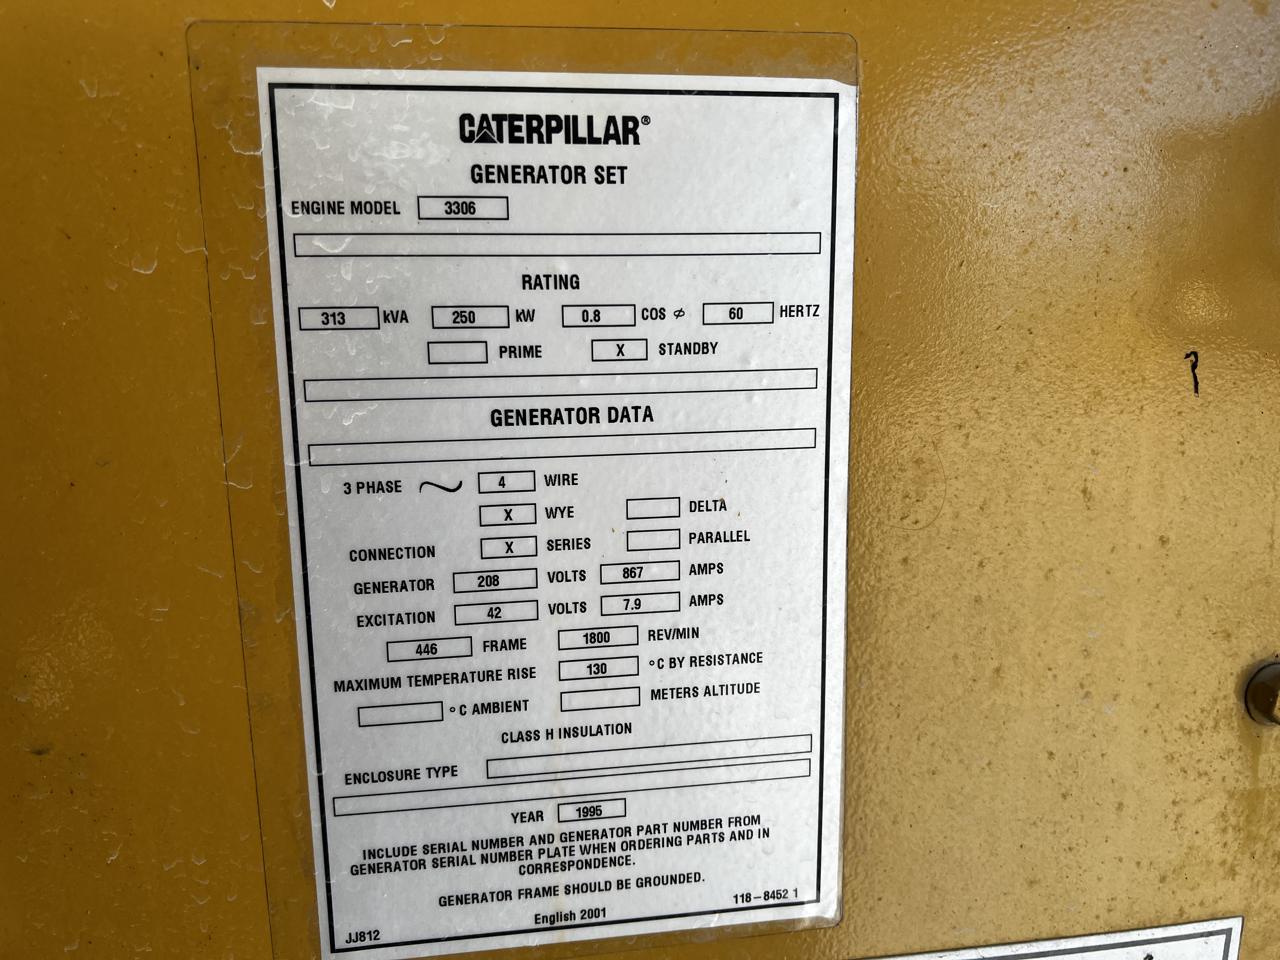 CATERPILLAR®
GENERATOR SET
ENGINE MODEL 3306
RATING
313 kVA 250 kW 0.8 COS ϕ 60 HERTZ
PRIME X STANDBY
GENERATOR DATA
3 PHASE 4 WIRE
X WYE DELTA
CONNECTION X SERIES PARALLEL
GENERATOR 208 VOLTS 867 AMPS
EXCITATION 42 VOLTS 7.9 AMPS
446 FRAME 1800 REV/MIN
MAXIMUM TEMPERATURE RISE 130 °C BY RESISTANCE
°C AMBIENT METERS ALTITUDE
CLASS H INSULATION
ENCLOSURE TYPE
YEAR 1995
INCLUDE SERIAL NUMBER AND GENERATOR PART NUMBER FROM
GENERATOR SERIAL NUMBER PLATE WHEN ORDERING PARTS AND IN
CORRESPONDENCE.
GENERATOR FRAME SHOULD BE GROUNDED.
118-8452 1
English 2001
JJ812